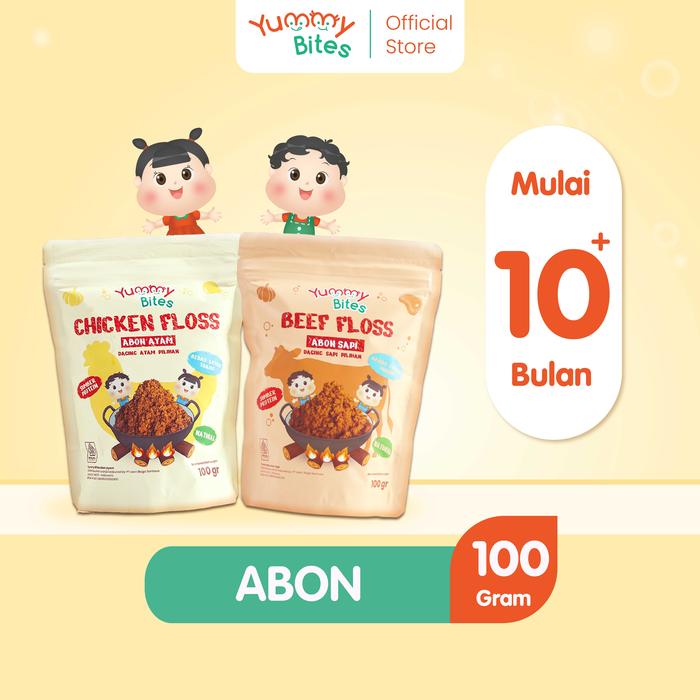 Yummy
Bites
Official
Store
Mulai
10+
Bulan
Yummy
Bites
CHICKEN FLOSS
ABON AYAM
DAGING AYAM PILIHAN
SUMBER
PROTEIN
NATURAL
100 gr
Yummy
Bites
BEEF FLOSS
ABON SAPI
DAGING SAPI PILIHAN
SUMBER
PROTEIN
100 gr
ABON
100
Gram